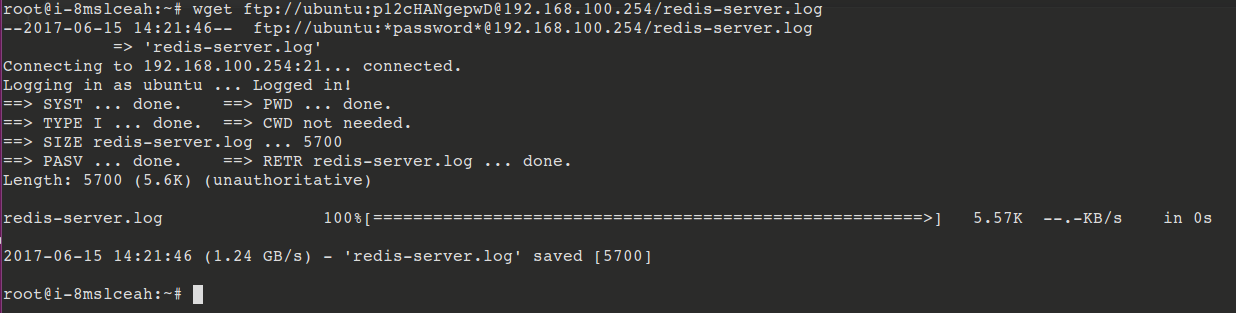 root@i-8mslceah:~# wget ftp://ubuntu:p12cHANgepwD@192.168.100.254/redis-server.log
--2017-06-15 14:21:46--  ftp://ubuntu:*password*@192.168.100.254/redis-server.log
           => 'redis-server.log'
Connecting to 192.168.100.254:21... connected.
Logging in as ubuntu ... Logged in!
==> SYST ... done.    ==> PWD ... done.
==> TYPE I ... done.  ==> CWD not needed.
==> SIZE redis-server.log ... 5700
==> PASV ... done.    ==> RETR redis-server.log ... done.
Length: 5700 (5.6K) (unauthoritative)
redis-server.log                100%[=======================================================>]   5.57K  --.-KB/s    in 0s
2017-06-15 14:21:46 (1.24 GB/s) - 'redis-server.log' saved [5700]
root@i-8mslceah:~#